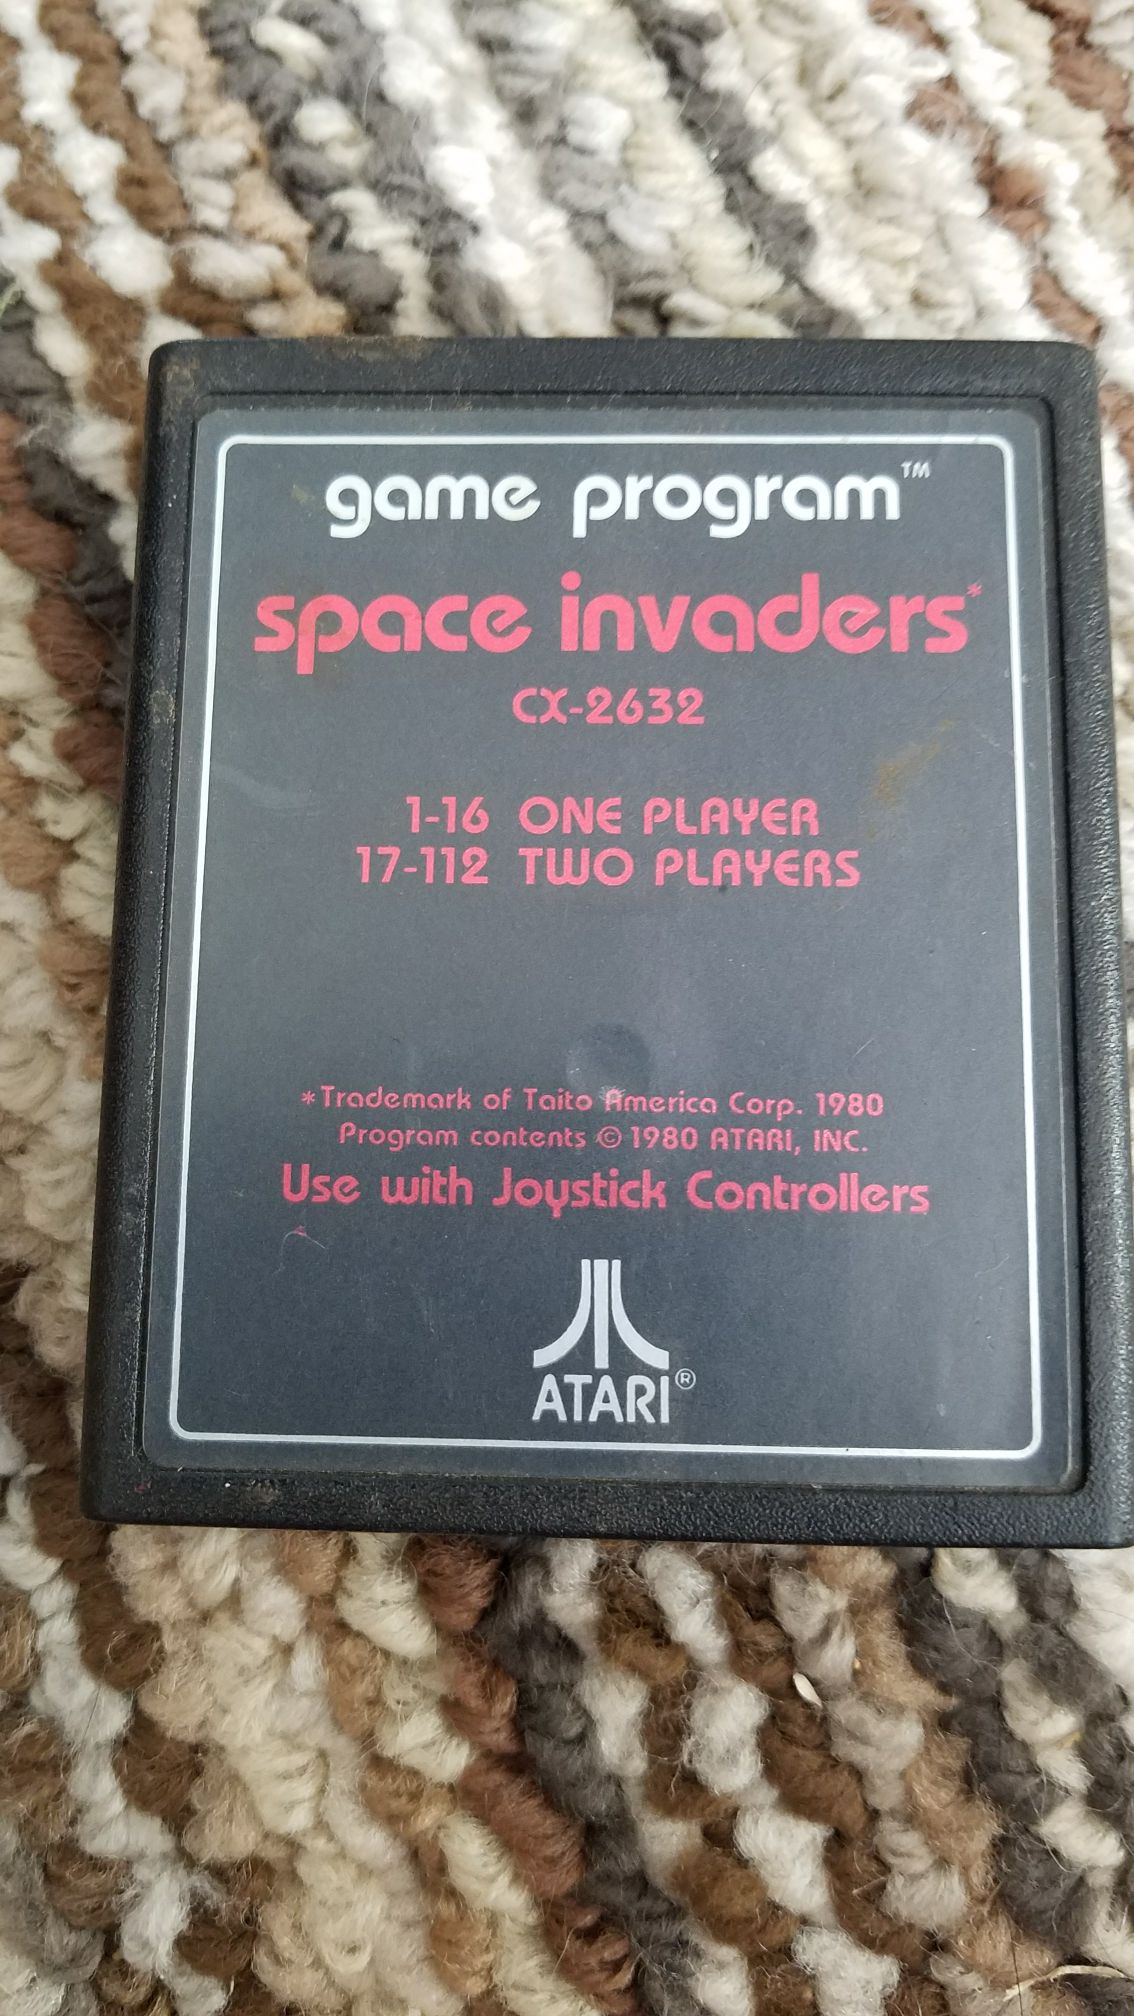 game program™
space invaders*
CX-2632
1-16 ONE PLAYER
17-112 TWO PLAYERS
*Trademark of Taito America Corp. 1980
Program contents © 1980 ATARI, INC.
Use with Joystick Controllers
ATARI®